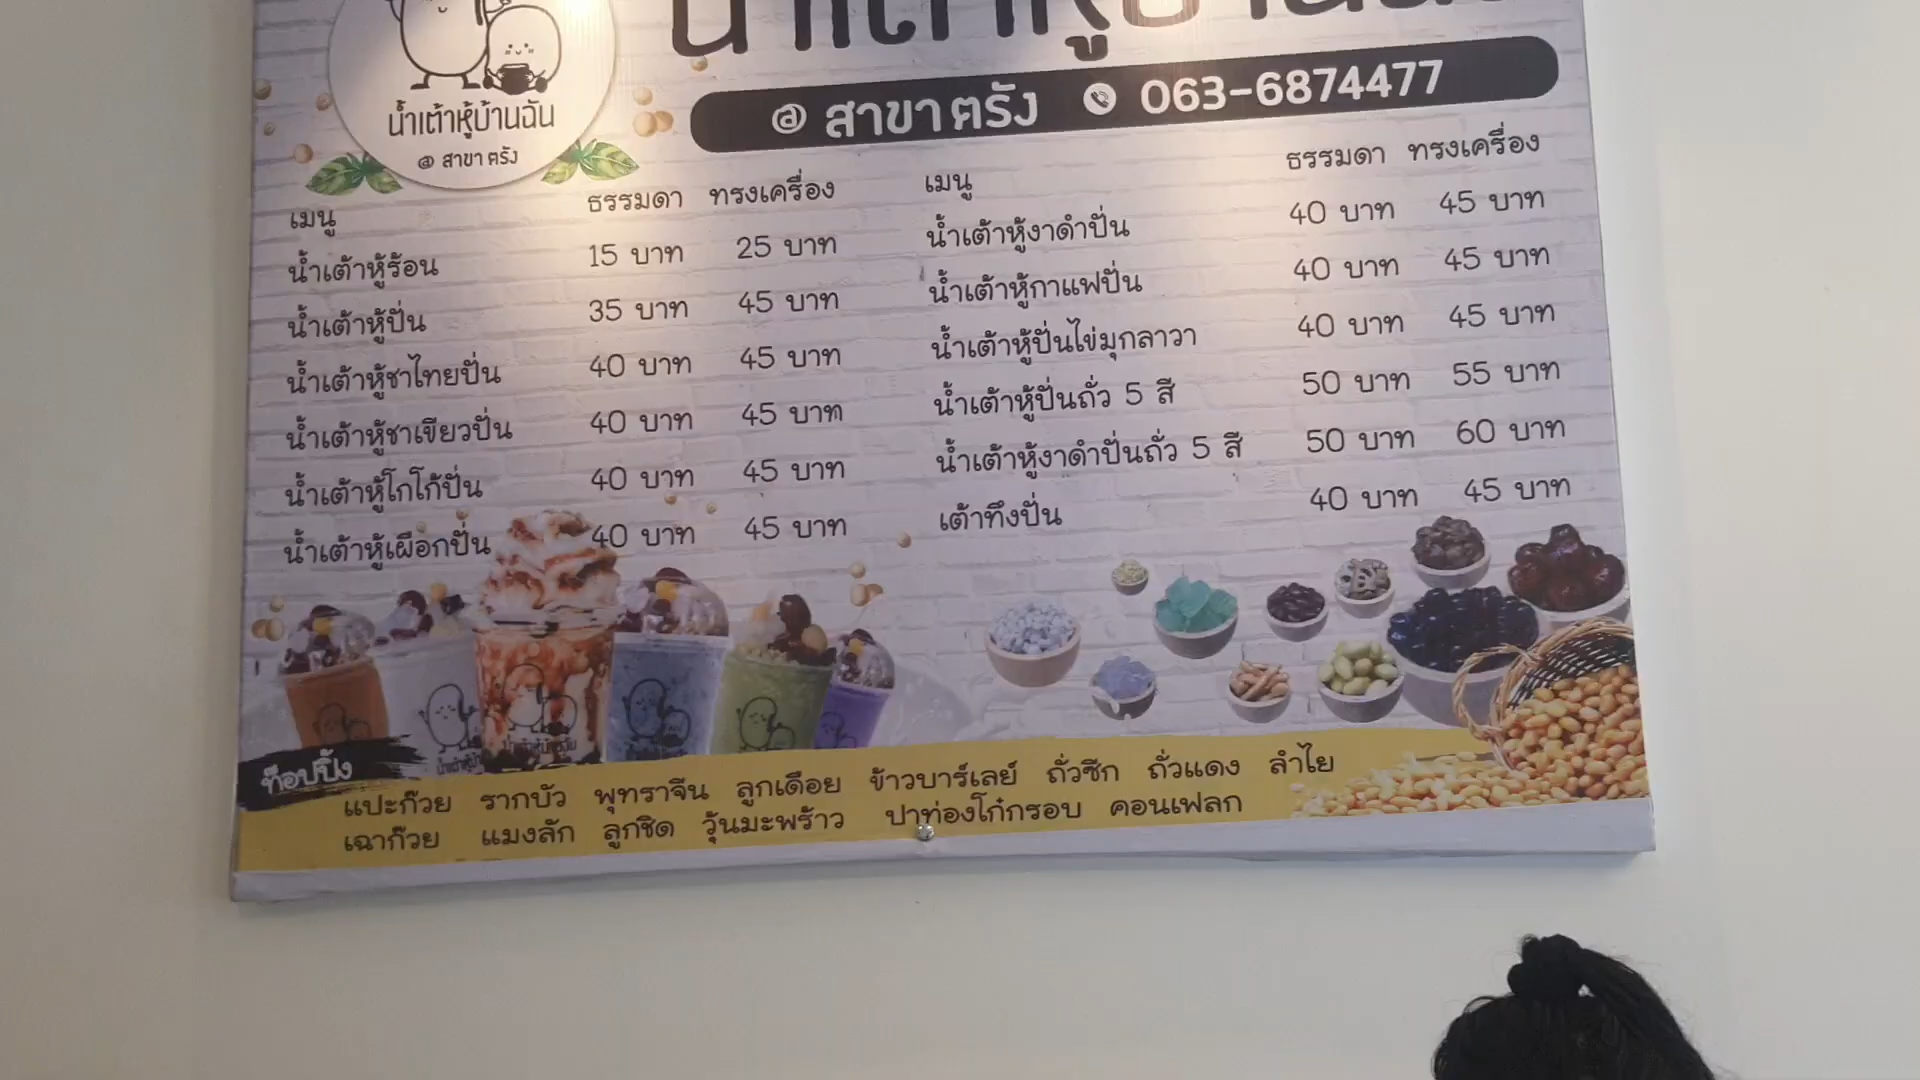 น้ำเต้าหู้บ้านฉัน
@ สาขา ตรัง
@ สาขา ตรัง 063-6874477
เมนู ธรรมดา ทรงเครื่อง
น้ำเต้าหู้ร้อน 15 บาท 25 บาท
น้ำเต้าหู้ปั่น 35 บาท 45 บาท
น้ำเต้าหู้ชาไทยปั่น 40 บาท 45 บาท
น้ำเต้าหู้ชาเขียวปั่น 40 บาท 45 บาท
น้ำเต้าหู้โกโก้ปั่น 40 บาท 45 บาท
น้ำเต้าหู้เผือกปั่น 40 บาท 45 บาท
เมนู ธรรมดา ทรงเครื่อง
น้ำเต้าหู้งาดำปั่น 40 บาท 45 บาท
น้ำเต้าหู้กาแฟปั่น 40 บาท 45 บาท
น้ำเต้าหู้ปั่นไข่มุกลาวา 40 บาท 45 บาท
น้ำเต้าหู้ปั่นถั่ว 5 สี 50 บาท 55 บาท
น้ำเต้าหู้งาดำปั่นถั่ว 5 สี 50 บาท 60 บาท
เต้าทึงปั่น 40 บาท 45 บาท
ท็อปปิ้ง
แปะก๊วย รากบัว พุทราจีน ลูกเดือย ข้าวบาร์เลย์ ถั่วซีก ถั่วแดง ลำไย
เฉาก๊วย แมงลัก ลูกชิด วุ้นมะพร้าว ปาท่องโก๋กรอบ คอนเฟลก